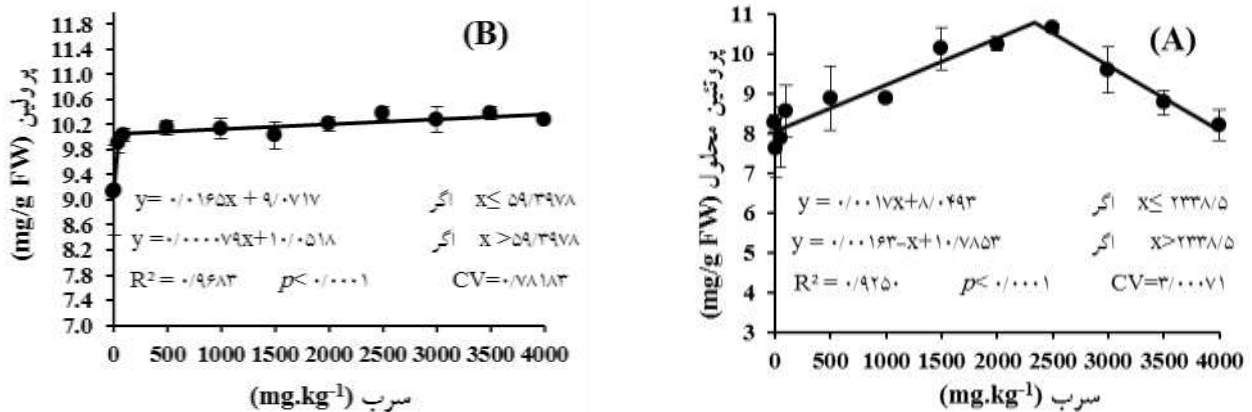 (B)
پرولین (mg/g FW)
11.8
11.4
11.0
10.6
10.2
9.8
9.4
9.0
8.6
8.2
7.8
7.4
7.0
y= ۰/۰۱۶۵x + ۹/۰۷۱۷ اگر x≤ ۵۹/۳۹۷۸
y =۰/۰۰۰۰۷۹x+۱۰/۰۵۱۸ اگر x >۵۹/۳۹۷۸
R² = ۰/۹۶۸۳ p< ۰/۰۰۰۱ CV=۰/۷۸۱۸۳
0 500 1000 1500 2000 2500 3000 3500 4000
سرب (mg.kg⁻¹)
(A)
پروتئین محلول (mg/g FW)
11
10
9
8
7
6
5
4
3
y = ۰/۰۰۱۷x+۸/۰۴۹۳ اگر x≤ ۲۳۳۸/۵
y = ۰/۰۰۱۶۳-x+۱۰/۷۸۵۳ اگر x>۲۳۳۸/۵
R² = ۰/۹۲۵۰ p< ۰/۰۰۰۱ CV=۳/۰۰۰۷۱
0 500 1000 1500 2000 2500 3000 3500 4000
سرب (mg.kg⁻¹)